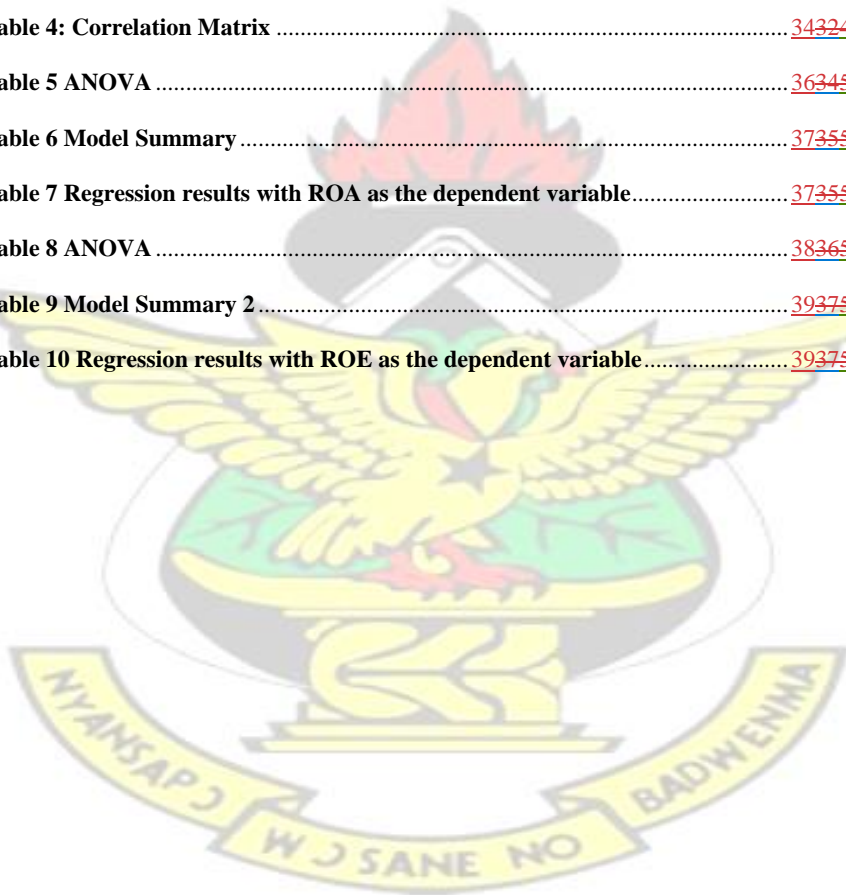 able 4: Correlation Matrix ........ 34324
able 5 ANOVA ........ 36345
able 6 Model Summary ........ 37355
able 7 Regression results with ROA as the dependent variable ........ 37355
able 8 ANOVA ........ 38365
able 9 Model Summary 2 ........ 39375
able 10 Regression results with ROE as the dependent variable ........ 39375
NYANSAPƆ WƆSANE NO BADWENMA